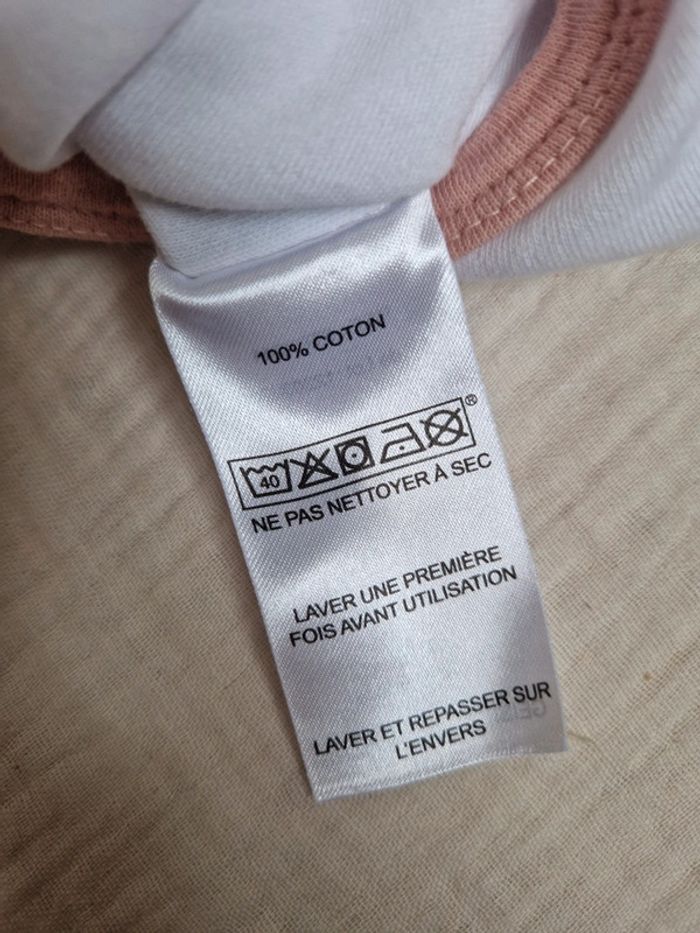 100% COTON
40
®
NE PAS NETTOYER À SEC
LAVER UNE PREMIÈRE
FOIS AVANT UTILISATION
LAVER ET REPASSER SUR
L'ENVERS